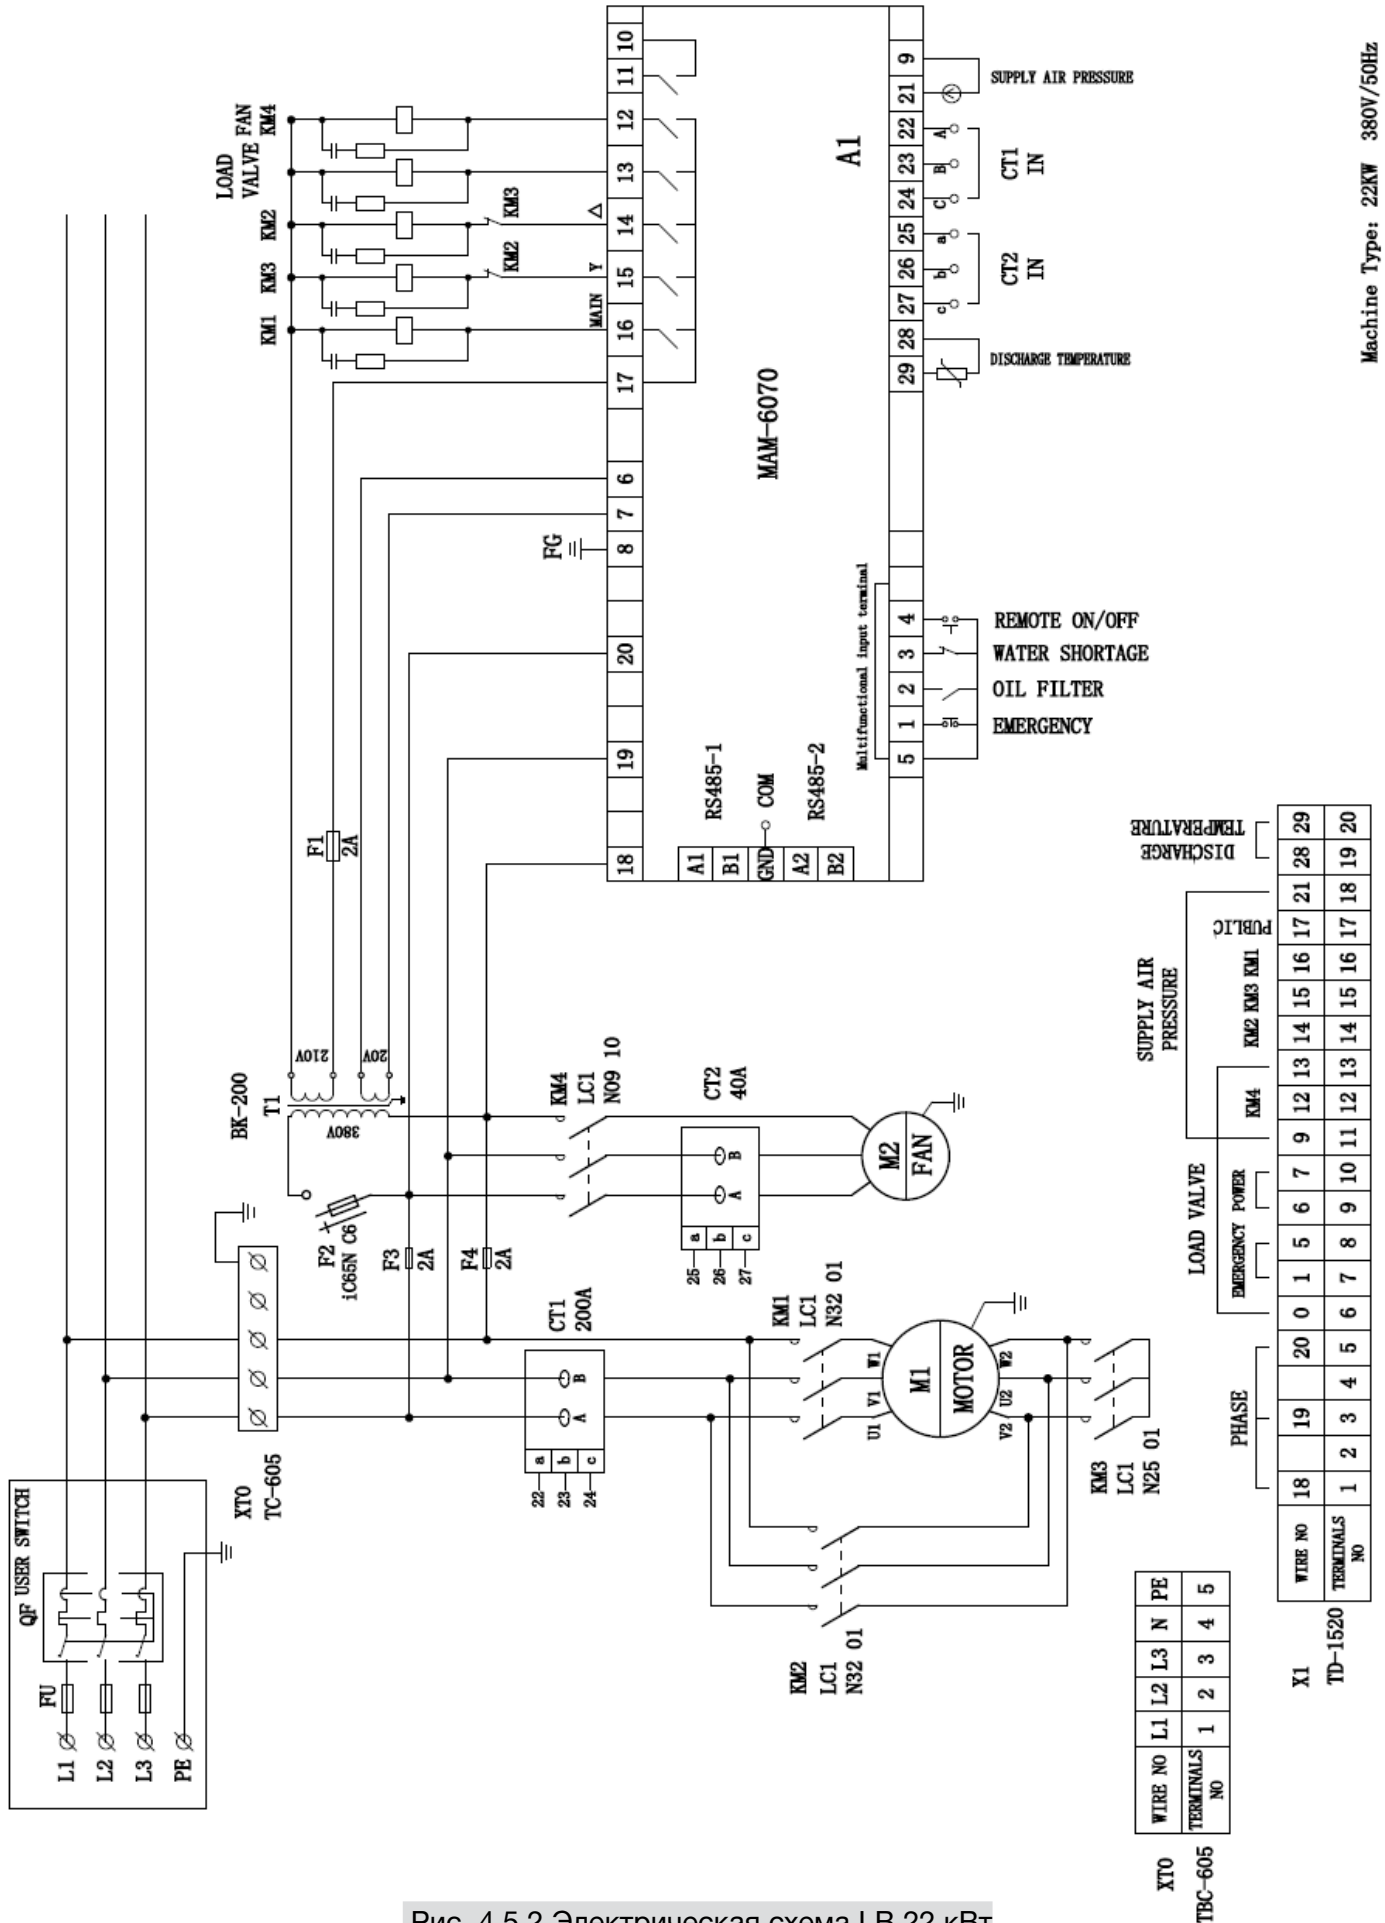 L1
L2
L3
PE
FU
QF
USER SWITCH
XT0
TC-605
BK-200
T1
380V
210V
20V
F2
iC65N C6
F3
2A
F4
2A
F1
2A
KM1
KM3
KM2
LOAD
VALVE
FAN
KM4
KM2
KM3
MAIN
Y
△
FG
18
19
20
8
7
6
17
16
15
14
13
12
11
10
MAM-6070
A1
A1
B1
GND
A2
B2
RS485-1
COM
RS485-2
Multifunctional input terminal
5
1
2
3
4
29
28
27
26
25
24
23
22
21
9
EMERGENCY
OIL FILTER
WATER SHORTAGE
REMOTE ON/OFF
DISCHARGE TEMPERATURE
c
b
a
CT2
IN
C
B
A
CT1
IN
SUPPLY AIR PRESSURE
Machine Type: 22KW 380V/50Hz
KM4
LC1
N09 10
CT2
40A
A
B
a
b
c
25
26
27
M2
FAN
CT1
200A
A
B
a
b
c
22
23
24
KM1
LC1
N32 01
U1
V1
W1
M1
MOTOR
V2
U2
W2
KM3
LC1
N25 01
KM2
LC1
N32 01
XT0
TBC-605
WIRE NO L1 L2 L3 N PE
TERMINALS
NO
1 2 3 4 5
X1
TD-1520
PHASE
LOAD VALVE
EMERGENCY
POWER
SUPPLY AIR
PRESSURE
KM4
KM2 KM3 KM1
PUBLIC
DISCHARGE
TEMPERATURE
WIRE NO 18 19 20 0 1 5 6 7 9 12 13 14 15 16 17 21 28 29
TERMINALS
NO
1 2 3 4 5 6 7 8 9 10 11 12 13 14 15 16 17 18 19 20
Рис. 4.5.2 Электрическая схема LB 22 кВт